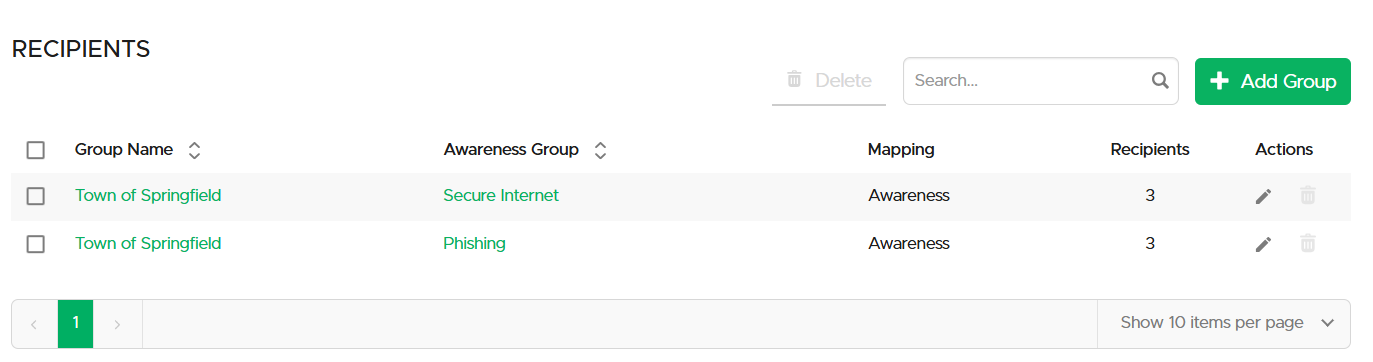 RECIPIENTS
Delete
Search...
Add Group
Group Name Awareness Group Mapping Recipients Actions
Town of Springfield Secure Internet Awareness 3
Town of Springfield Phishing Awareness 3
1 Show 10 items per page